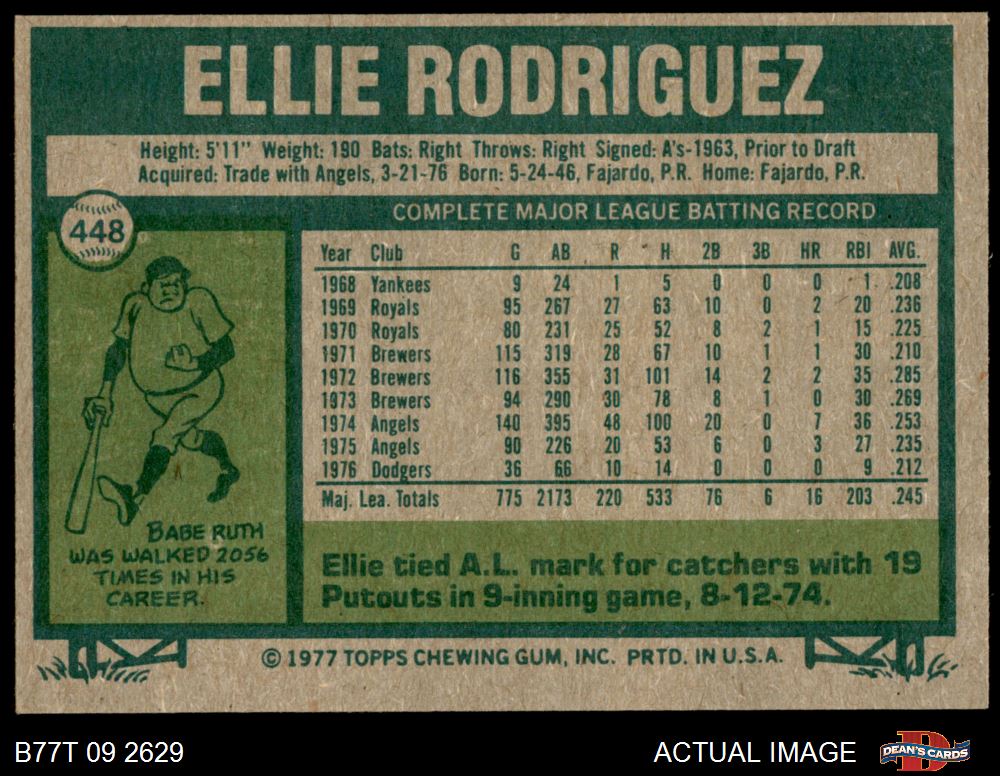 ELLIE RODRIGUEZ
Height: 5'11" Weight: 190 Bats: Right Throws: Right Signed: A's-1963, Prior to Draft
Acquired: Trade with Angels, 3-21-76 Born: 5-24-46, Fajardo, P.R. Home: Fajardo, P.R.
448
COMPLETE MAJOR LEAGUE BATTING RECORD
Year Club G AB R H 2B 3B HR RBI AVG.
1968 Yankees 9 24 1 5 0 0 0 1 .208
1969 Royals 95 267 27 63 10 0 2 20 .236
1970 Royals 80 231 25 52 8 2 1 15 .225
1971 Brewers 115 319 28 67 10 1 1 30 .210
1972 Brewers 116 355 31 101 14 2 2 35 .285
1973 Brewers 94 290 30 78 8 1 0 30 .269
1974 Angels 140 395 48 100 20 0 7 36 .253
1975 Angels 90 226 20 53 6 0 3 27 .235
1976 Dodgers 36 66 10 14 0 0 0 9 .212
Maj. Lea. Totals 775 2173 220 533 76 6 16 203 .245
BABE RUTH
WAS WALKED 2056
TIMES IN HIS
CAREER.
Ellie tied A.L. mark for catchers with 19
Putouts in 9-inning game, 8-12-74.
© 1977 TOPPS CHEWING GUM, INC. PRTD. IN U.S.A.
B77T 09 2629 ACTUAL IMAGE
D
DEAN'S CARDS